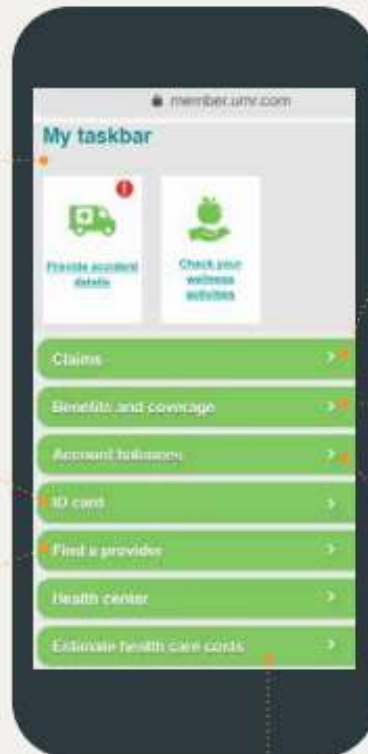 member.umr.com
My taskbar
!
Provide accident
details
Check your
wellness
activities
Claims
Benefits and coverage
Account balances
ID card
Find a provider
Health center
Estimate health care costs